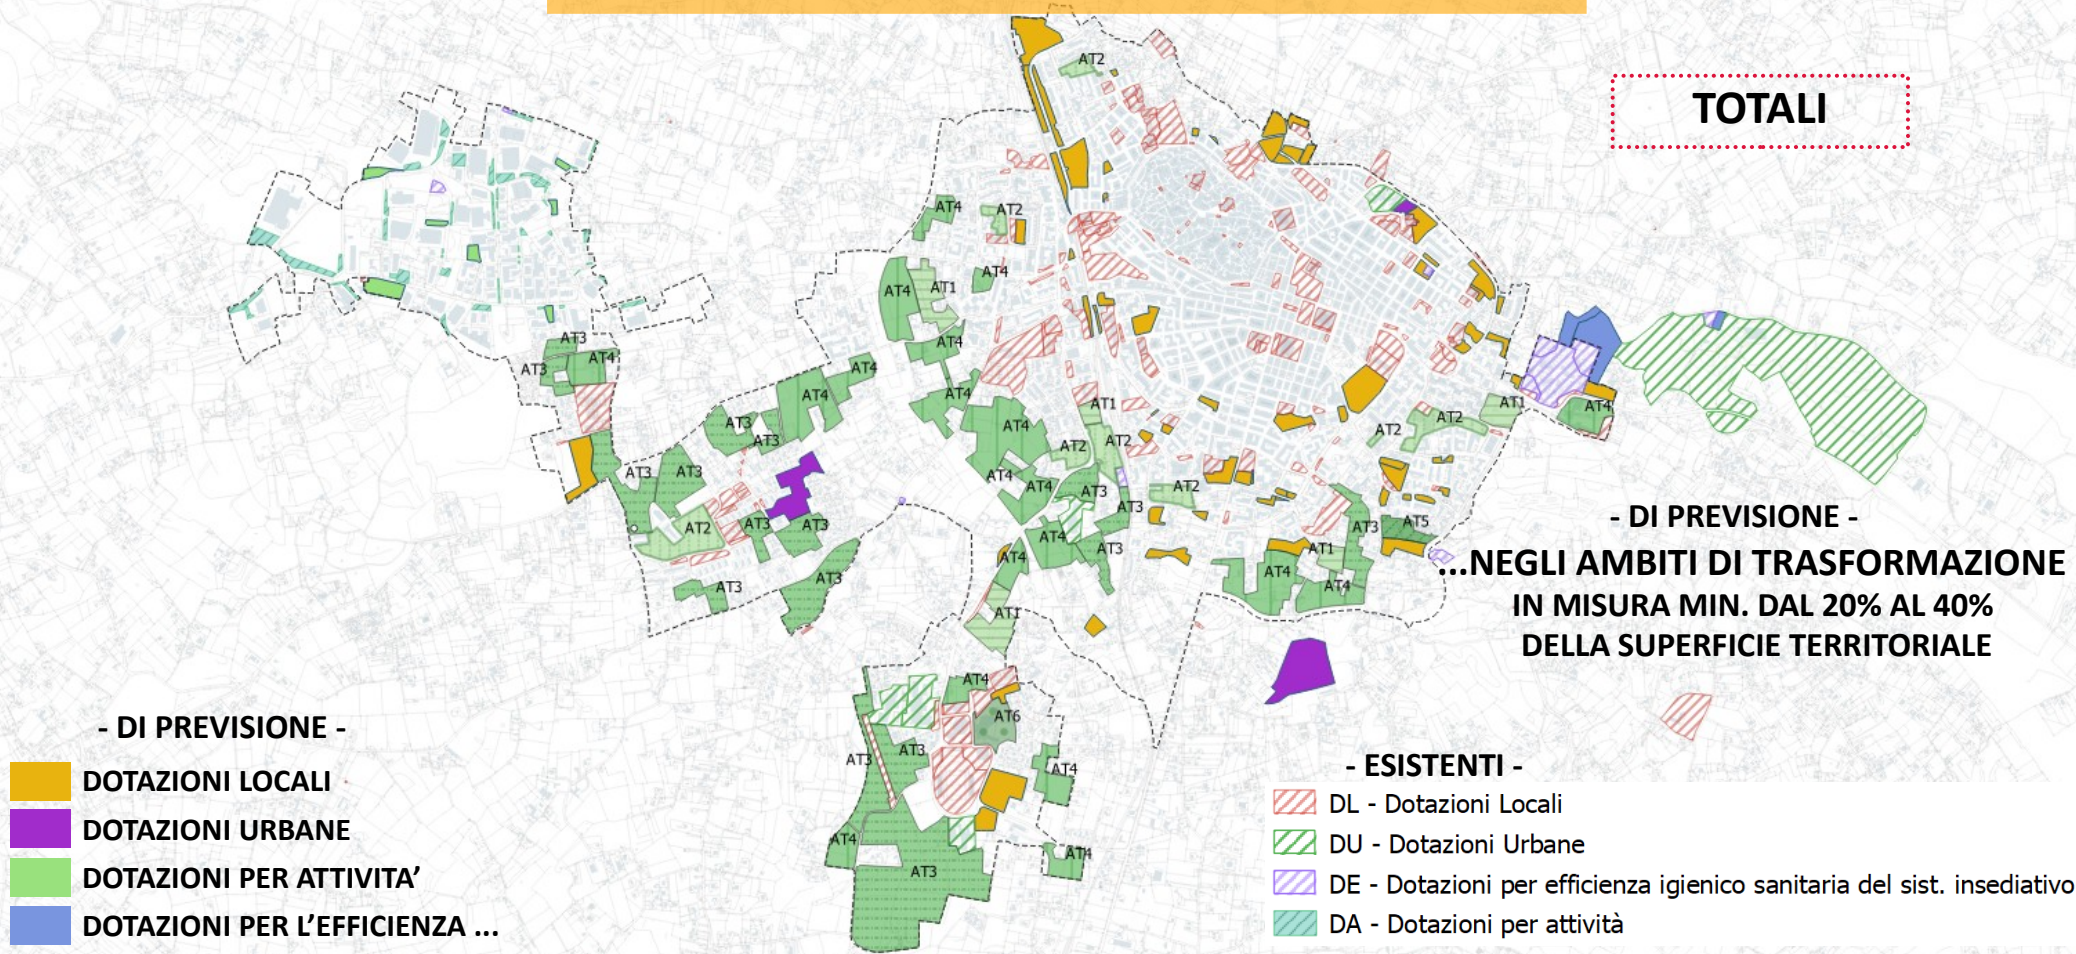 TOTALI
AT2
AT4
AT2
AT4
AT4
AT1
AT3
AT4
AT3
AT4
AT4
AT4
AT4
AT3
AT3
AT4
AT1
AT2
AT1
AT4
AT2
AT2
AT2
AT3
AT3
AT4
AT4
AT3
AT2
AT3
AT2
AT3
AT3
AT3
AT5
AT4
AT3
AT1
AT4
AT4
AT4
AT3
AT3
AT1
- DI PREVISIONE -
...NEGLI AMBITI DI TRASFORMAZIONE
IN MISURA MIN. DAL 20% AL 40%
DELLA SUPERFICIE TERRITORIALE
AT4
AT6
AT3
AT3
AT4
AT4
AT3
AT4
- DI PREVISIONE -
DOTAZIONI LOCALI
DOTAZIONI URBANE
DOTAZIONI PER ATTIVITA'
DOTAZIONI PER L'EFFICIENZA ...
- ESISTENTI -
DL - Dotazioni Locali
DU - Dotazioni Urbane
DE - Dotazioni per efficienza igienico sanitaria del sist. insediativo
DA - Dotazioni per attività